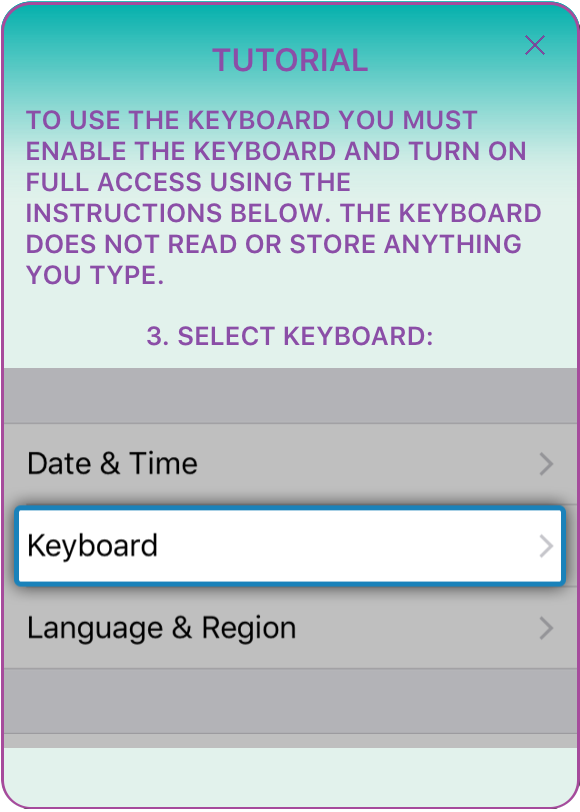 TUTORIAL
TO USE THE KEYBOARD YOU MUST
ENABLE THE KEYBOARD AND TURN ON
FULL ACCESS USING THE
INSTRUCTIONS BELOW. THE KEYBOARD
DOES NOT READ OR STORE ANYTHING
YOU TYPE.
3. SELECT KEYBOARD:
Date & Time
Keyboard
Language & Region